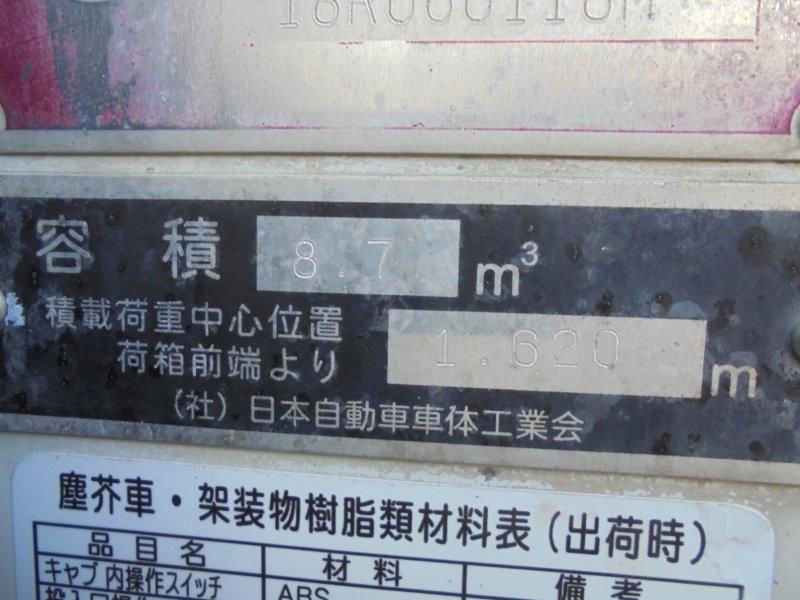 18R060118M
容積 8.7 m³
積載荷重中心位置
荷箱前端より 1.620 m
(社)日本自動車車体工業会
塵芥車・架装物樹脂類材料表(出荷時)
品目名 材料 備考
キャブ内操作スイッチ ABS